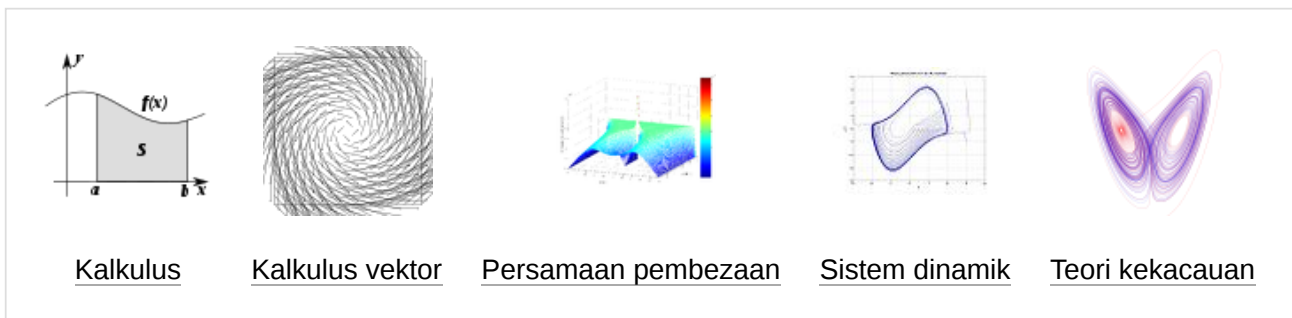 y
f(x)
S
a
b
x
Kalkulus
Kalkulus vektor
Persamaan pembezaan
Sistem dinamik
Teori kekacauan